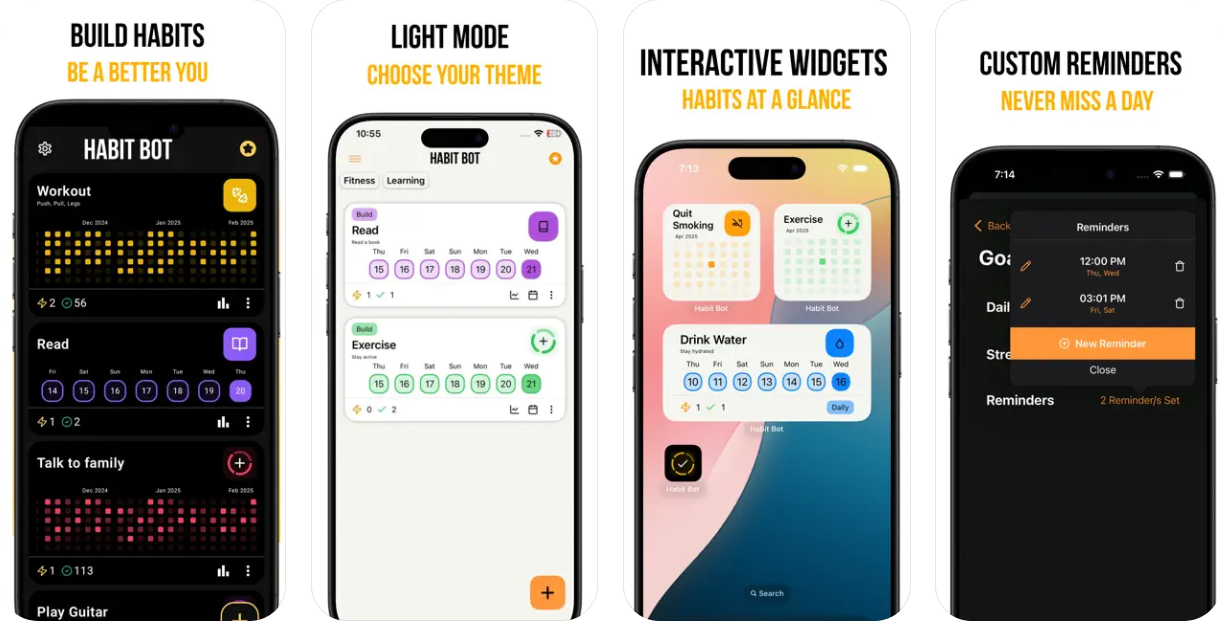 BUILD HABITS
BE A BETTER YOU
HABIT BOT
Workout
Push, Pull, Legs
Dec 2024 Jan 2025 Feb 2025
2 56
Read
Fri Sat Sun Mon Tue Wed Thu
14 15 16 17 18 19 20
1 2
Talk to family
Dec 2024 Jan 2025 Feb 2025
1 113
Play Guitar
LIGHT MODE
CHOOSE YOUR THEME
10:55
HABIT BOT
Fitness Learning
Build
Read
Read a book
Thu Fri Sat Sun Mon Tue Wed
15 16 17 18 19 20 21
1 1
Build
Exercise
Stay active
Thu Fri Sat Sun Mon Tue Wed
15 16 17 18 19 20 21
0 2
INTERACTIVE WIDGETS
HABITS AT A GLANCE
7:13
Quit
Smoking
Apr 2025
Exercise
Apr 2025
Habit Bot Habit Bot
Drink Water
Stay hydrated
Thu Fri Sat Sun Mon Tue Wed
10 11 12 13 14 15 16
1 1 Daily
Habit Bot
Habit Bot
Search
CUSTOM REMINDERS
NEVER MISS A DAY
7:14
Back
Reminders
Goa
12:00 PM
Thu, Wed
Dail
03:01 PM
Fri, Sat
Stre
New Reminder
Close
Reminders 2 Reminder/s Set